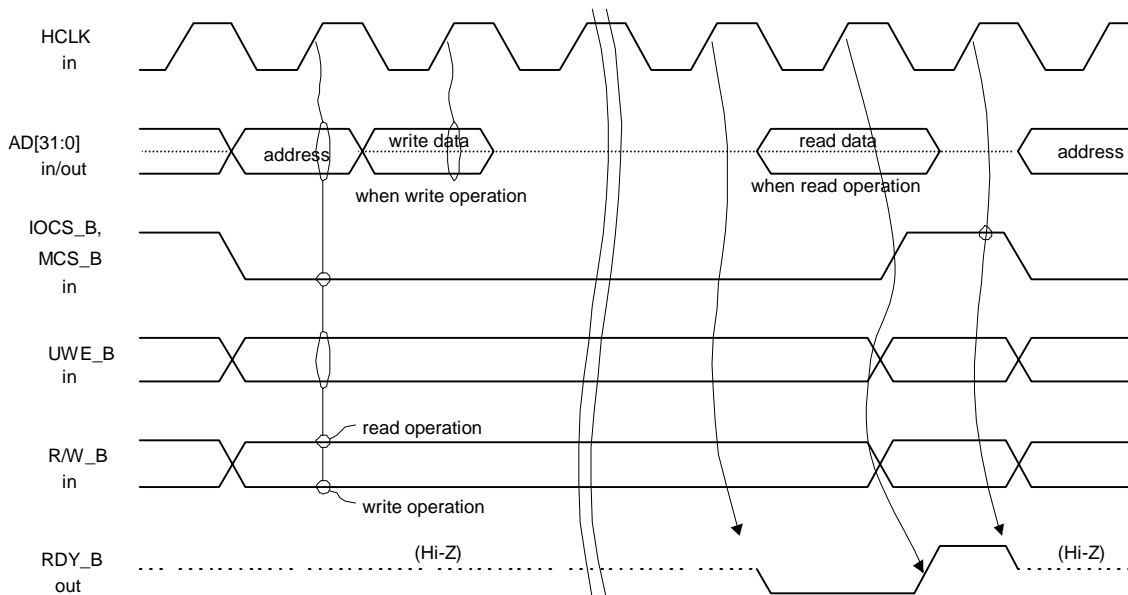 HCLK
in
AD[31:0]
in/out
address
write data
read data
address
when write operation
when read operation
IOCS_B,
MCS_B
in
UWE_B
in
read operation
R/W_B
in
write operation
(Hi-Z)
(Hi-Z)
RDY_B
out